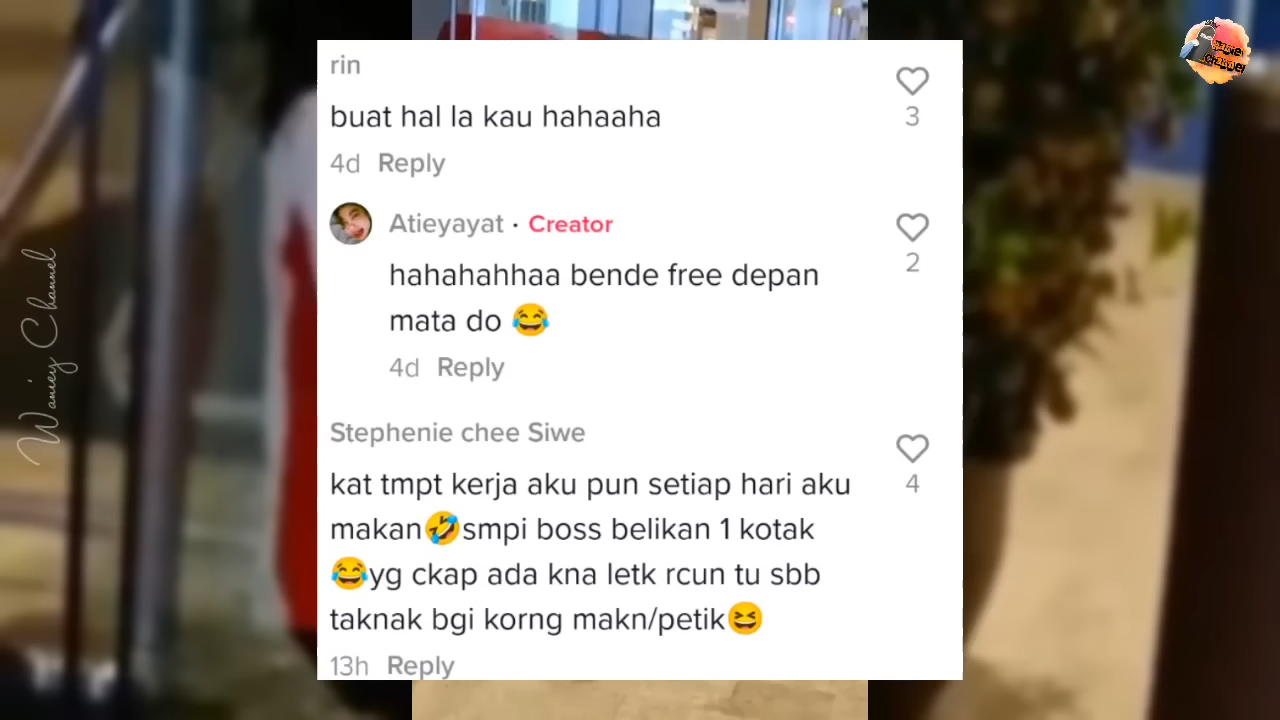 rin
buat hal la kau hahaaha
3
4d Reply
Atieyayat · Creator
hahahahhaa bende free depan
mata do 😂
2
4d Reply
Stephenie chee Siwe
kat tmpt kerja aku pun setiap hari aku
makan🤣smpi boss belikan 1 kotak
😂yg ckap ada kna letk rcun tu sbb
taknak bgi korng makn/petik😆
4
13h Reply
Waniey Channel